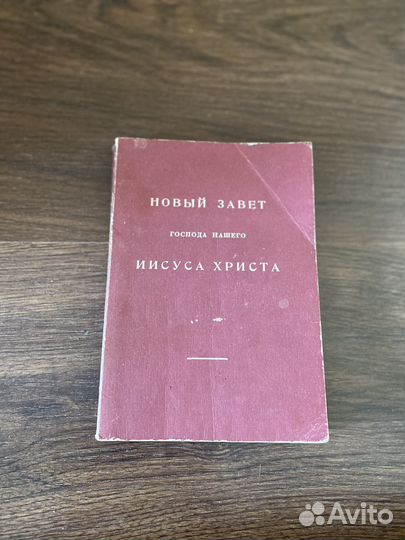 НОВЫЙ ЗАВЕТ
ГОСПОДА НАШЕГО
ИИСУСА ХРИСТА
Avito